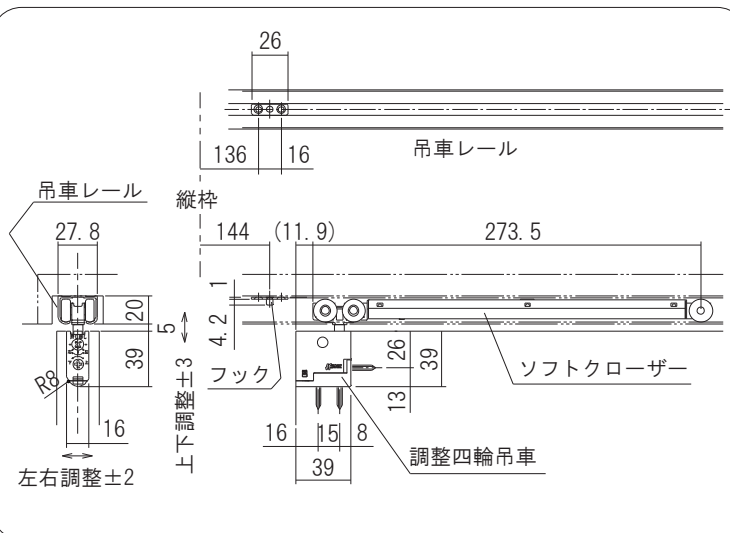 26
136
16
吊車レール
吊車レール
縦枠
27.8
144
(11.9)
273.5
1
20
4.2
5
39
26
39
フック
ソフトクローザー
R8
上下調整±3
13
16
16
15
8
調整四輪吊車
左右調整±2
39